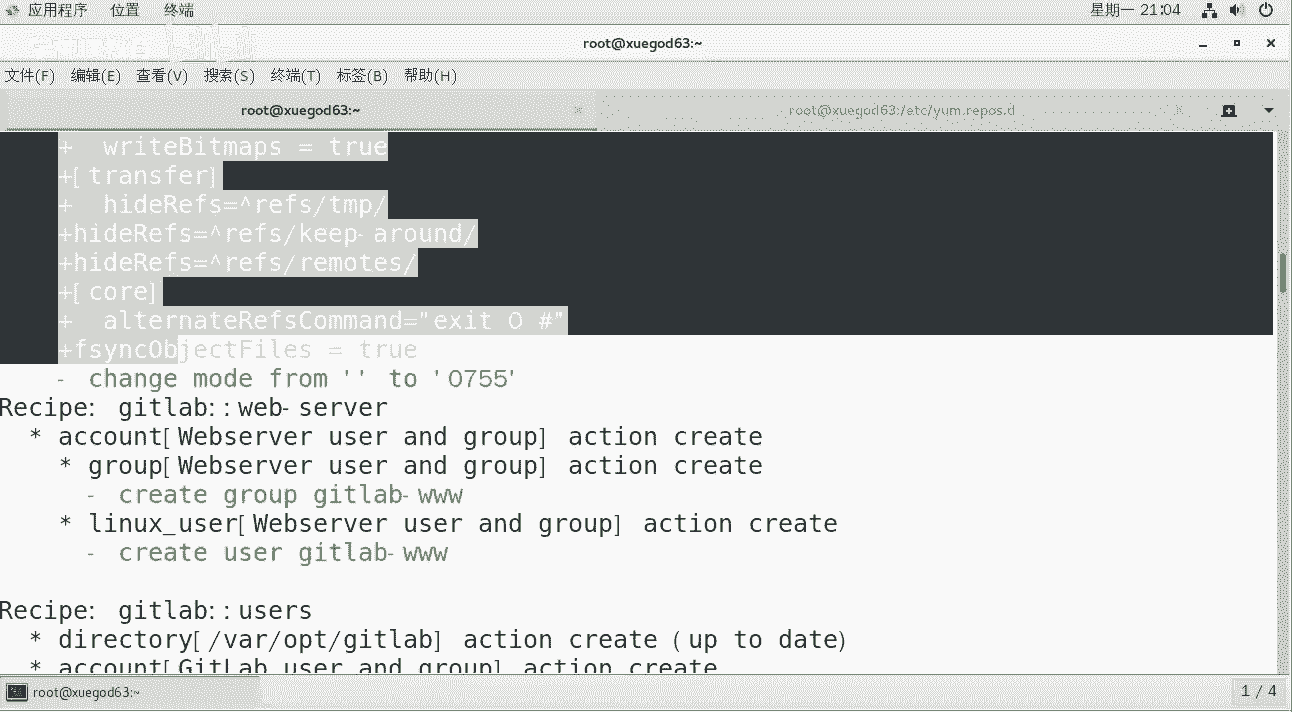 应用程序 位置 终端 星期一 21:04
root@xuegod63:~
文件(F) 编辑(E) 查看(V) 搜索(S) 终端(T) 标签(B) 帮助(H)
root@xuegod63:~ root@xuegod63:/etc/yum.repos.d
+  writeBitmaps = true
+[transfer]
+  hideRefs=^refs/tmp/
+hideRefs=^refs/keep-around/
+hideRefs=^refs/remotes/
+[core]
+  alternateRefsCommand="exit 0 #"
+fsyncObjectFiles = true
- change mode from '' to '0755'
Recipe: gitlab::web-server
* account[Webserver user and group] action create
* group[Webserver user and group] action create
- create group gitlab-www
* linux_user[Webserver user and group] action create
- create user gitlab-www
Recipe: gitlab::users
* directory[/var/opt/gitlab] action create (up to date)
* account[GitLab user and group] action create
root@xuegod63:~ 1 / 4